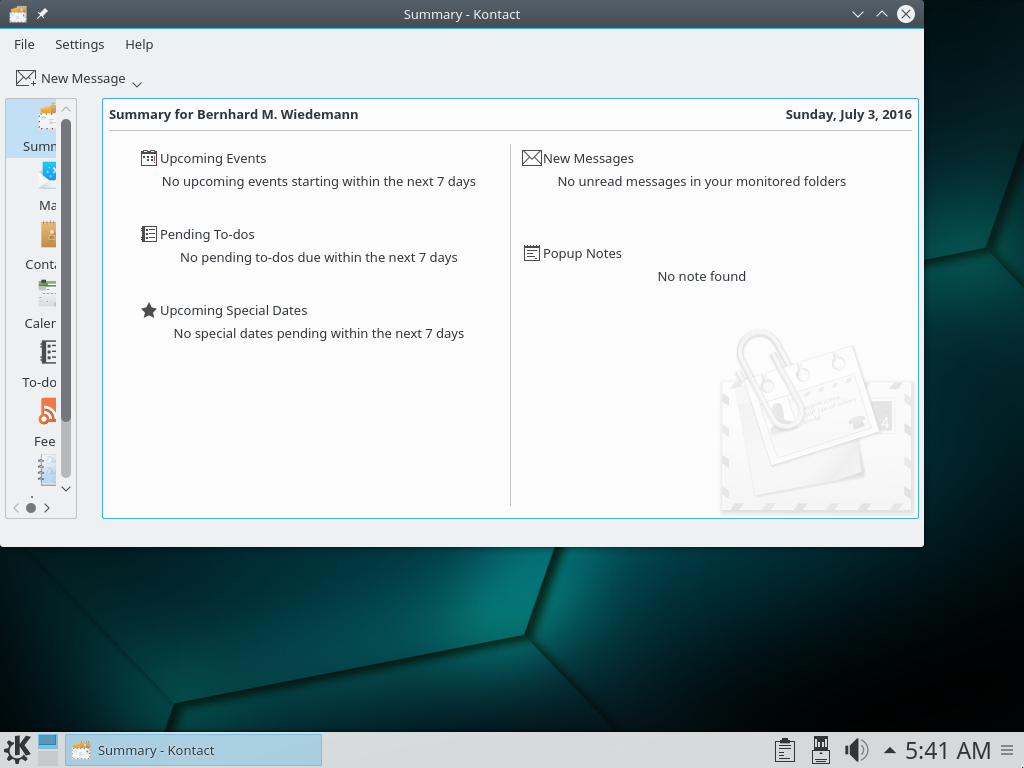 Summary - Kontact
File Settings Help
New Message
Summ
Ma
Conta
Caler
To-do
Fee
Summary for Bernhard M. Wiedemann
Sunday, July 3, 2016
Upcoming Events
No upcoming events starting within the next 7 days
Pending To-dos
No pending to-dos due within the next 7 days
Upcoming Special Dates
No special dates pending within the next 7 days
New Messages
No unread messages in your monitored folders
Popup Notes
No note found
4
Summary - Kontact
5:41 AM